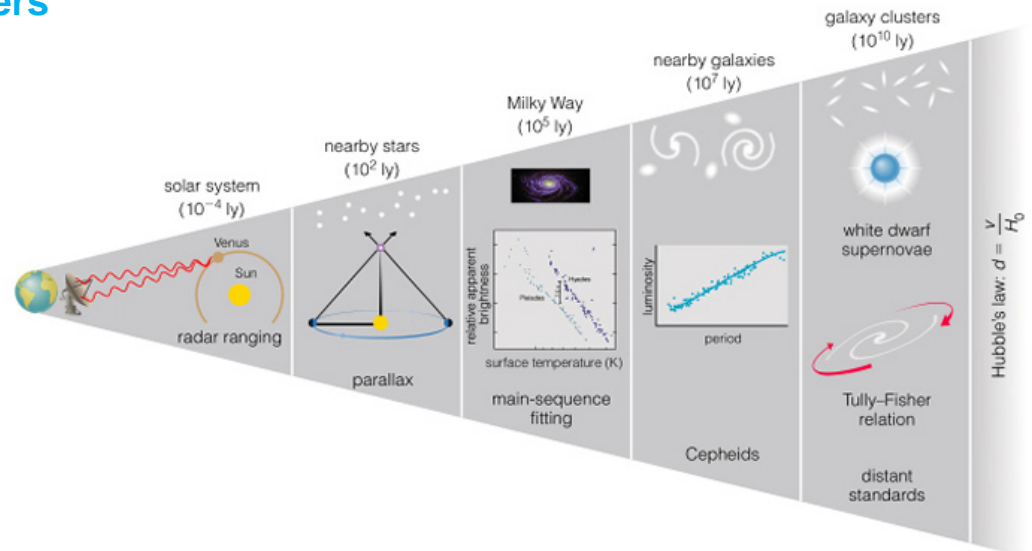 ers
solar system
(10⁻⁴ ly)
Venus
Sun
radar ranging
nearby stars
(10² ly)
parallax
Milky Way
(10⁵ ly)
relative apparent
brightness
Hyades
Pleiades
surface temperature (K)
main-sequence
fitting
nearby galaxies
(10⁷ ly)
luminosity
period
Cepheids
galaxy clusters
(10¹⁰ ly)
white dwarf
supernovae
Tully–Fisher
relation
distant
standards
Hubble's law: d = v/H₀